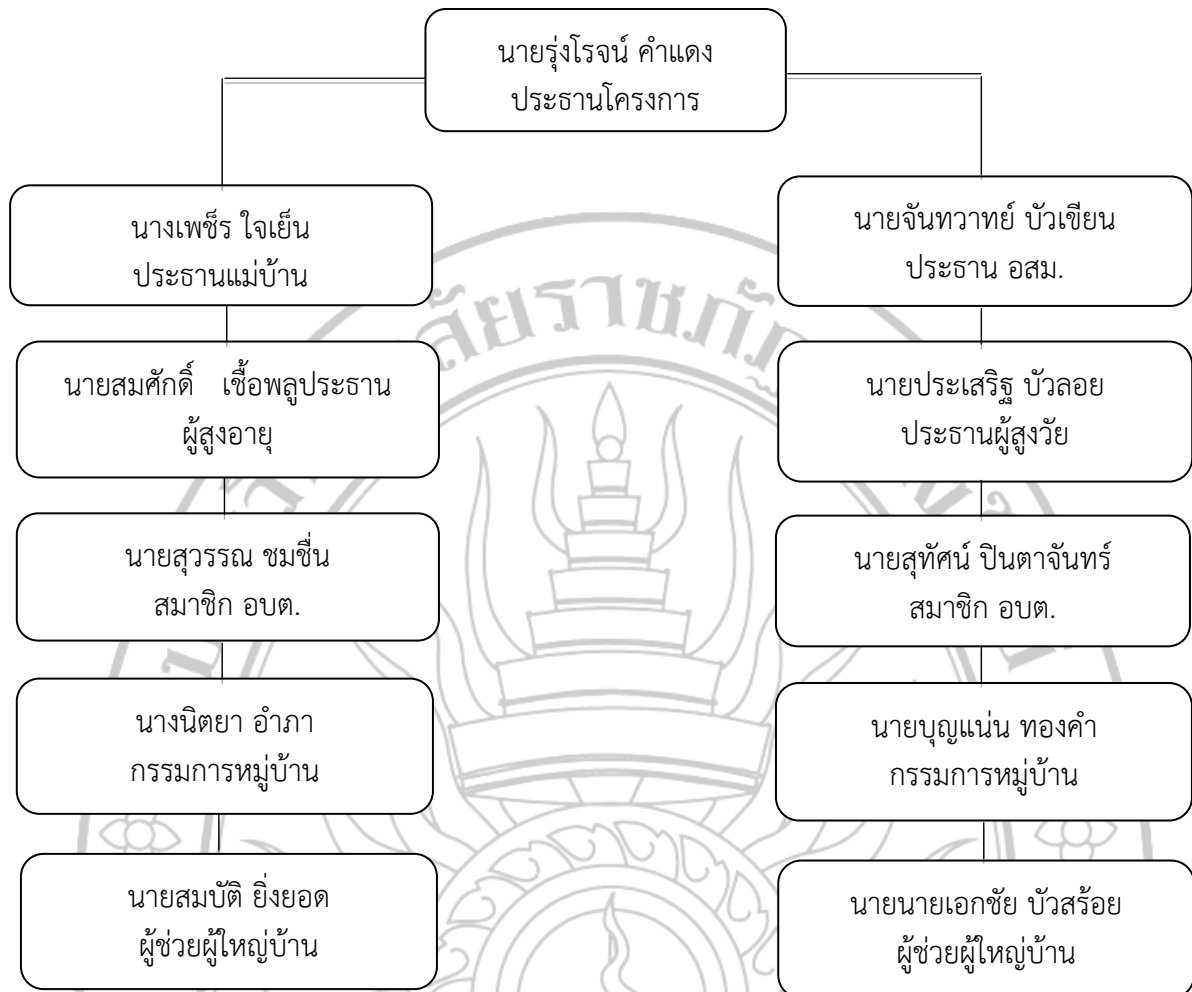 นายรุ่งโรจน์ คำแดง
ประธานโครงการ
นางเพช็ร ใจเย็น
ประธานแม่บ้าน
นายจันทวาทย์ บัวเขียน
ประธาน อสม.
ลัยราชภัฏ
นายสมศักดิ์ เชื้อพลูประธาน
ผู้สูงอายุ
นายประเสริฐ บัวลอย
ประธานผู้สูงวัย
นายสุวรรณ ชมชื่น
สมาชิก อบต.
นายสุทัศน์ ปินตาจันทร์
สมาชิก อบต.
นางนิตยา อำภา
กรรมการหมู่บ้าน
นายบุญแน่น ทองคำ
กรรมการหมู่บ้าน
นายสมบัติ ยิ่งยอด
ผู้ช่วยผู้ใหญ่บ้าน
นายนายเอกชัย บัวสร้อย
ผู้ช่วยผู้ใหญ่บ้าน